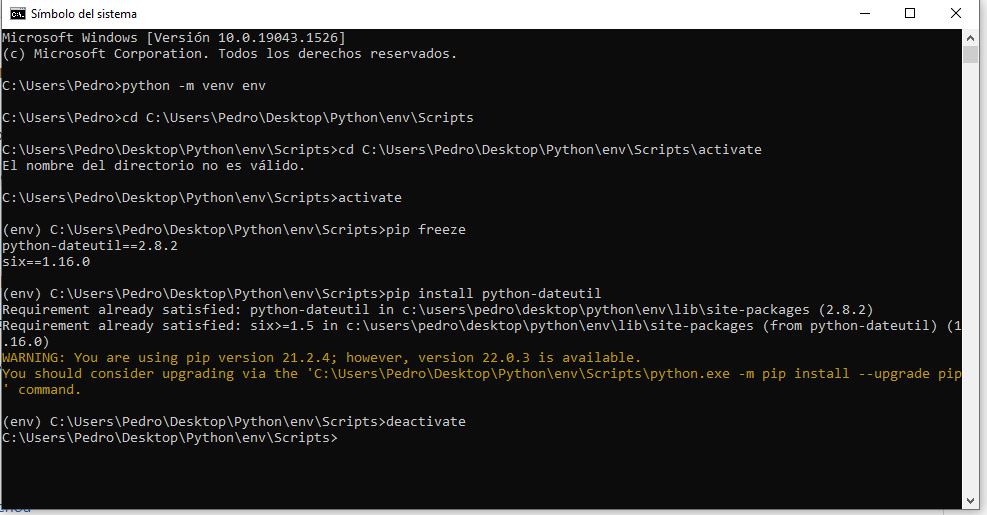 Símbolo del sistema
Microsoft Windows [Versión 10.0.19043.1526]
(c) Microsoft Corporation. Todos los derechos reservados.
C:\Users\Pedro>python -m venv env
C:\Users\Pedro>cd C:\Users\Pedro\Desktop\Python\env\Scripts
C:\Users\Pedro\Desktop\Python\env\Scripts>cd C:\Users\Pedro\Desktop\Python\env\Scripts\activate
El nombre del directorio no es válido.
C:\Users\Pedro\Desktop\Python\env\Scripts>activate
(env) C:\Users\Pedro\Desktop\Python\env\Scripts>pip freeze
python-dateutil==2.8.2
six==1.16.0
(env) C:\Users\Pedro\Desktop\Python\env\Scripts>pip install python-dateutil
Requirement already satisfied: python-dateutil in c:\users\pedro\desktop\python\env\lib\site-packages (2.8.2)
Requirement already satisfied: six>=1.5 in c:\users\pedro\desktop\python\env\lib\site-packages (from python-dateutil) (1
.16.0)
WARNING: You are using pip version 21.2.4; however, version 22.0.3 is available.
You should consider upgrading via the 'C:\Users\Pedro\Desktop\Python\env\Scripts\python.exe -m pip install --upgrade pip
' command.
(env) C:\Users\Pedro\Desktop\Python\env\Scripts>deactivate
C:\Users\Pedro\Desktop\Python\env\Scripts>